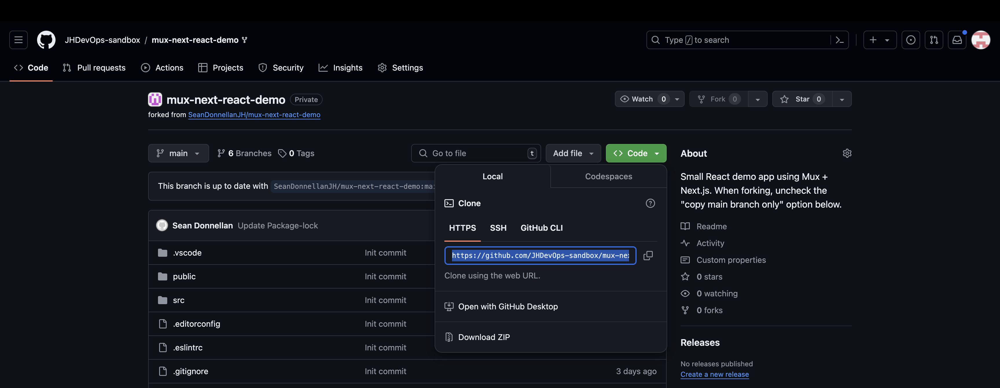 JHDevOps-sandbox / mux-next-react-demo
Type / to search
Code Pull requests Actions Projects Security Insights Settings
mux-next-react-demo Private
Watch 0 Fork 0 Star 0
forked from SeanDonnellanJH/mux-next-react-demo
main 6 Branches 0 Tags
Go to file t Add file Code
This branch is up to date with SeanDonnellanJH/mux-next-react-demo:mai
Sean Donnellan Update Package-lock
.vscode Init commit
public Init commit
src Init commit
.editorconfig Init commit
.eslintrc Init commit
.gitignore Init commit 3 days ago
Local Codespaces
Clone
HTTPS SSH GitHub CLI
https://github.com/JHDevOps-sandbox/mux-nex
Clone using the web URL.
Open with GitHub Desktop
Download ZIP
About
Small React demo app using Mux +
Next.js. When forking, uncheck the
"copy main branch only" option below.
Readme
Activity
Custom properties
0 stars
0 watching
0 forks
Releases
No releases published
Create a new release